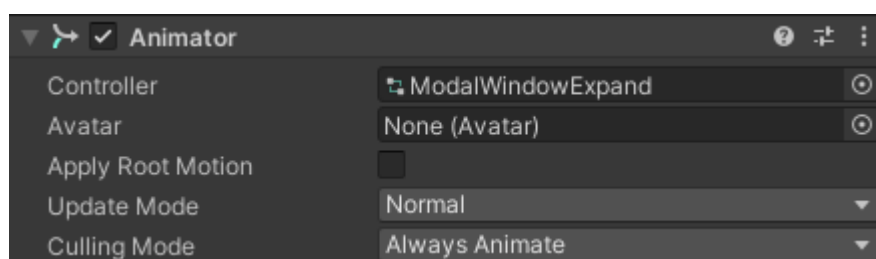 Animator
Controller ModalWindowExpand
Avatar None (Avatar)
Apply Root Motion
Update Mode Normal
Culling Mode Always Animate